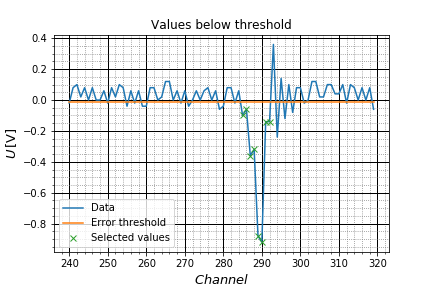 Values below threshold
0.4
0.2
0.0
−0.2
−0.4
−0.6
−0.8
U [V]
Data
Error threshold
Selected values
240 250 260 270 280 290 300 310 320
Channel